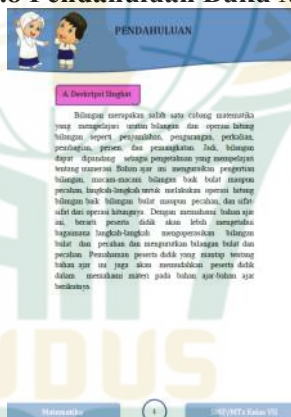 PENDAHULUAN
A. Deskripsi Singkat
Bilangan merupakan salah satu cabang matematika
yang mempelajari urutan bilangan dan operasi hitung
bilangan seperti penjumlahan, pengurangan, perkalian,
pembagian, persen, dan pemangkatan. Jadi, bilangan
dapat dipandang sebagai pengetahuan yang mempelajari
tentang numerasi. Bahan ajar ini menguraikan pengertian
bilangan, macam-macam bilangan baik bulat maupun
pecahan, langkah-langkah untuk melakukan operasi hitung
bilangan baik bilangan bulat maupun pecahan, dan sifat-
sifat dari operasi hitungnya. Dengan memahami bahan ajar
ini, berarti peserta didik akan lebih mengetahui
bagaimana langkah-langkah mengoperasikan bilangan
bulat dan pecahan dan mengurutkan bilangan bulat dan
pecahan. Pemahaman peserta didik yang mantap tentang
bahan ajar ini juga akan memudahkan peserta didik
dalam memahami materi pada bahan ajar-bahan ajar
berikutnya.
UDUS
Matematika
SMP/MTs Kelas VII